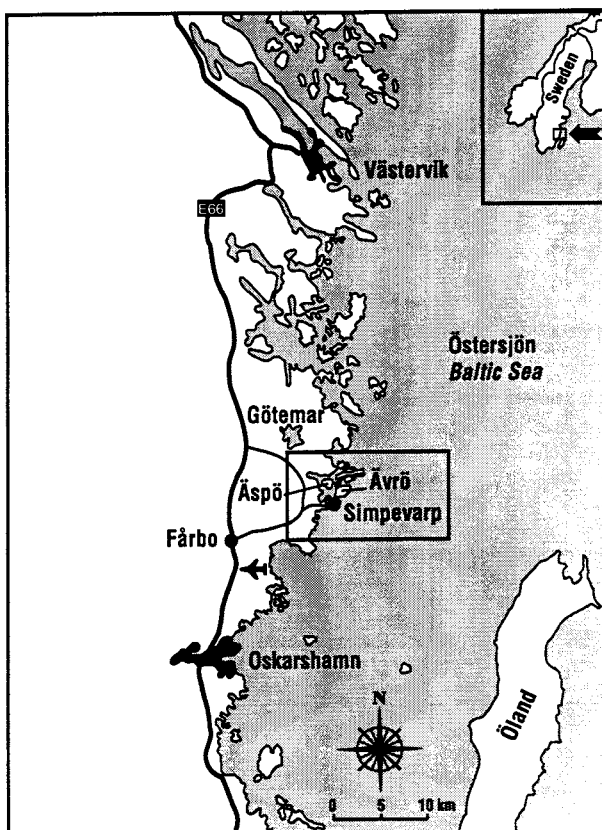 Sweden
Västervik
E66
Östersjön
Baltic Sea
Götemar
Äspö
Ävrö
Simpevarp
Fårbo
Oskarshamn
Öland
N
0 5 10 km